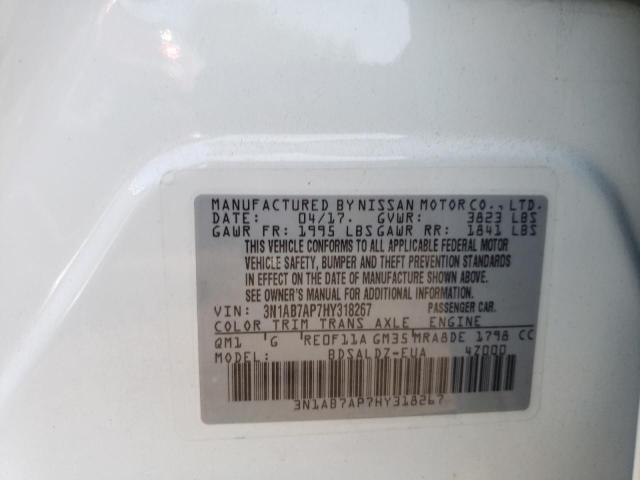 MANUFACTURED BY NISSAN MOTOR CO., LTD.
DATE: 04/17. GVWR: 3823 LBS
GAWR FR: 1995 LBS GAWR RR: 1841 LBS
THIS VEHICLE CONFORMS TO ALL APPLICABLE FEDERAL MOTOR
VEHICLE SAFETY, BUMPER AND THEFT PREVENTION STANDARDS
IN EFFECT ON THE DATE OF MANUFACTURE SHOWN ABOVE.
SEE OWNER'S MANUAL FOR ADDITIONAL INFORMATION.
VIN: 3N1AB7AP7HY318267 PASSENGER CAR.
COLOR TRIM TRANS AXLE ENGINE
QM1 'G RE0F11A GM35 MRA8DE 1798 CC
MODEL: BDSALDZ-EUA 4Z000
3N1AB7AP7HY318267